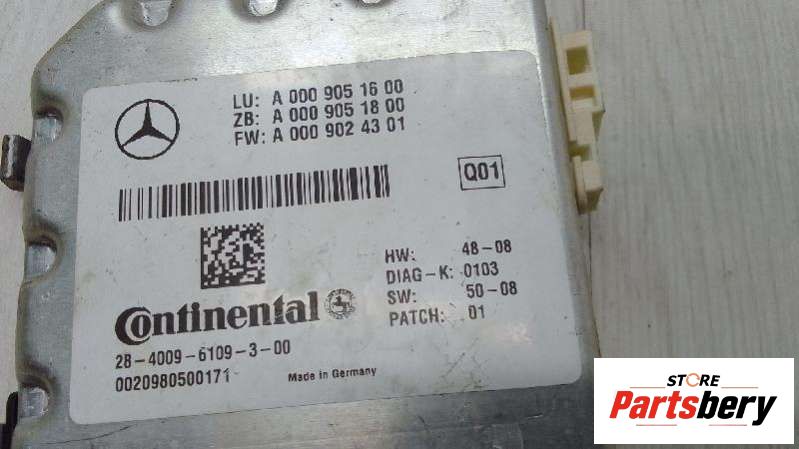 LU: A 000 905 16 00
ZB: A 000 905 18 00
FW: A 000 902 43 01
Q01
HW: 48-08
DIAG-K: 0103
SW: 50-08
PATCH: 01
Continental
28-4009-6109-3-00
0020980500171
Made in Germany
STORE
Partsbery